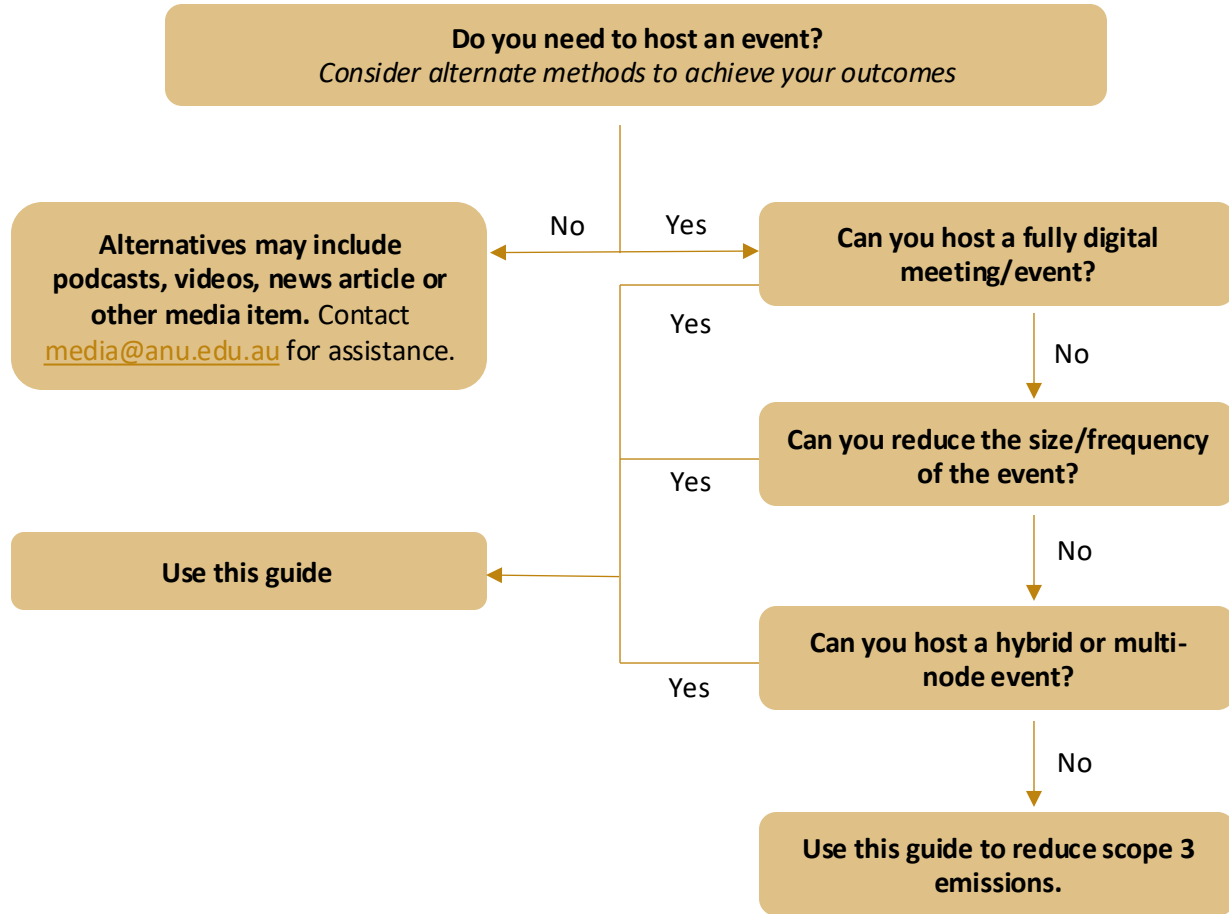 Do you need to host an event?
Consider alternate methods to achieve your outcomes
No
Yes
Alternatives may include
podcasts, videos, news article or
other media item. Contact
media@anu.edu.au for assistance.
Can you host a fully digital
meeting/event?
Yes
No
Can you reduce the size/frequency
of the event?
Yes
No
Use this guide
Can you host a hybrid or multi-
node event?
Yes
No
Use this guide to reduce scope 3
emissions.